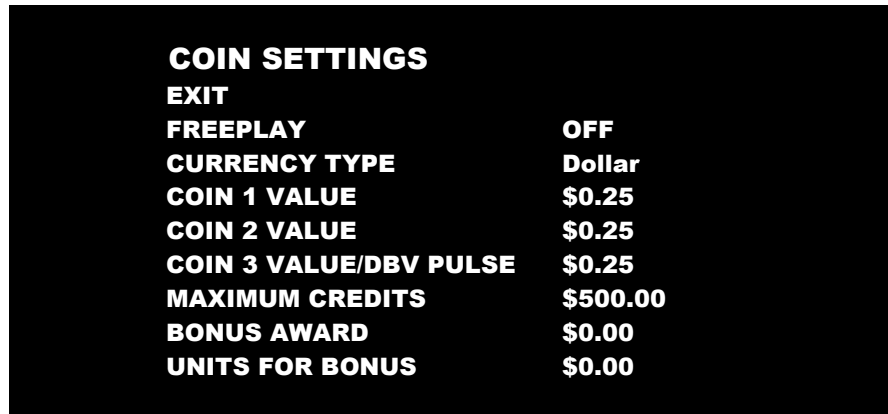 COIN SETTINGS
EXIT
FREEPLAY OFF
CURRENCY TYPE Dollar
COIN 1 VALUE $0.25
COIN 2 VALUE $0.25
COIN 3 VALUE/DBV PULSE $0.25
MAXIMUM CREDITS $500.00
BONUS AWARD $0.00
UNITS FOR BONUS $0.00